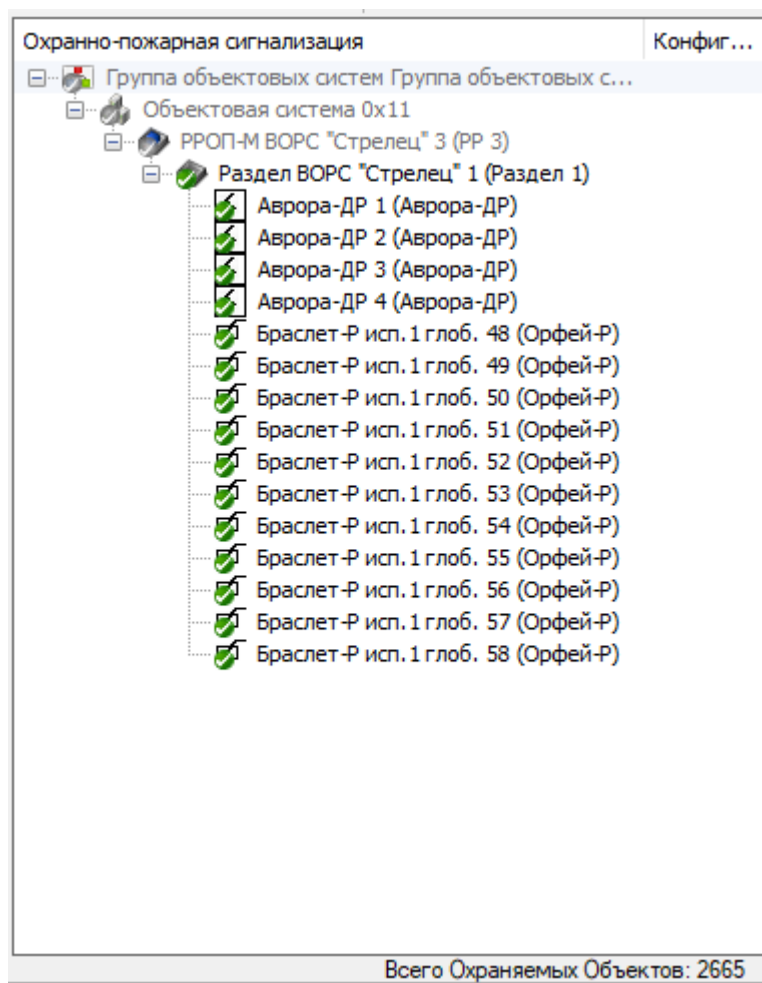 Охранно-пожарная сигнализация Конфиг...
Группа объектовых систем Группа объектовых с...
Объектовая система 0x11
РРОП-М ВОРС "Стрелец" 3 (РР 3)
Раздел ВОРС "Стрелец" 1 (Раздел 1)
Аврора-ДР 1 (Аврора-ДР)
Аврора-ДР 2 (Аврора-ДР)
Аврора-ДР 3 (Аврора-ДР)
Аврора-ДР 4 (Аврора-ДР)
Браслет-Р исп.1 глоб. 48 (Орфей-Р)
Браслет-Р исп.1 глоб. 49 (Орфей-Р)
Браслет-Р исп.1 глоб. 50 (Орфей-Р)
Браслет-Р исп.1 глоб. 51 (Орфей-Р)
Браслет-Р исп.1 глоб. 52 (Орфей-Р)
Браслет-Р исп.1 глоб. 53 (Орфей-Р)
Браслет-Р исп.1 глоб. 54 (Орфей-Р)
Браслет-Р исп.1 глоб. 55 (Орфей-Р)
Браслет-Р исп.1 глоб. 56 (Орфей-Р)
Браслет-Р исп.1 глоб. 57 (Орфей-Р)
Браслет-Р исп.1 глоб. 58 (Орфей-Р)
Всего Охраняемых Объектов: 2665